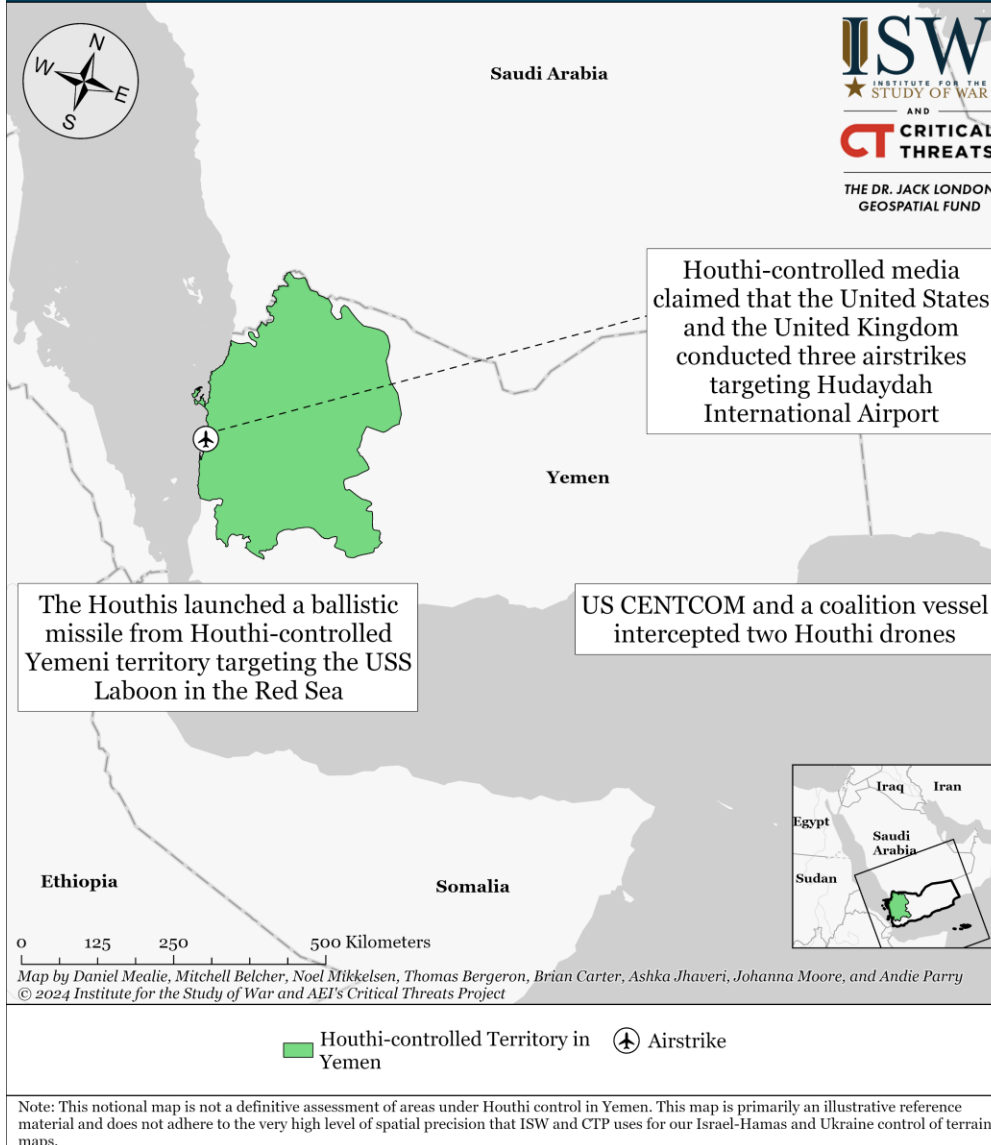 N
W
E
S
Saudi Arabia
ISW
INSTITUTE FOR THE
STUDY OF WAR
AND
CT CRITICAL
THREATS
THE DR. JACK LONDON
GEOSPATIAL FUND
Houthi-controlled media
claimed that the United States
and the United Kingdom
conducted three airstrikes
targeting Hudaydah
International Airport
Yemen
The Houthis launched a ballistic
missile from Houthi-controlled
Yemeni territory targeting the USS
Laboon in the Red Sea
US CENTCOM and a coalition vessel
intercepted two Houthi drones
Iraq
Iran
Egypt
Saudi
Arabia
Sudan
Ethiopia
Somalia
0 125 250 500 Kilometers
Map by Daniel Mealie, Mitchell Belcher, Noel Mikkelsen, Thomas Bergeron, Brian Carter, Ashka Jhaveri, Johanna Moore, and Andie Parry
© 2024 Institute for the Study of War and AEI's Critical Threats Project
Houthi-controlled Territory in
Yemen
Airstrike
Note: This notional map is not a definitive assessment of areas under Houthi control in Yemen. This map is primarily an illustrative reference
material and does not adhere to the very high level of spatial precision that ISW and CTP uses for our Israel-Hamas and Ukraine control of terrain
maps.